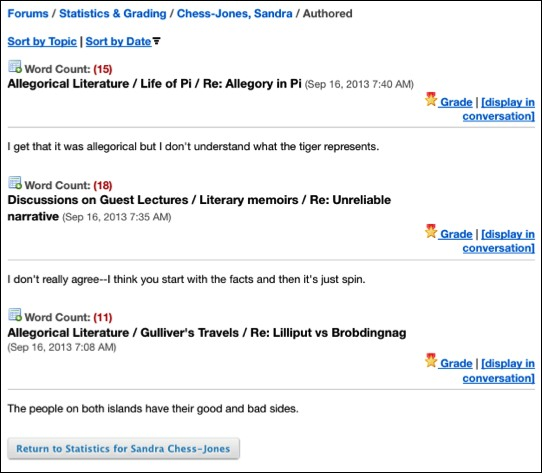 Forums / Statistics & Grading / Chess-Jones, Sandra / Authored
Sort by Topic | Sort by Date
Word Count: (15)
Allegorical Literature / Life of Pi / Re: Allegory in Pi (Sep 16, 2013 7:40 AM)
Grade | [display in
conversation]
I get that it was allegorical but I don't understand what the tiger represents.
Word Count: (18)
Discussions on Guest Lectures / Literary memoirs / Re: Unreliable
narrative (Sep 16, 2013 7:35 AM)
Grade | [display in
conversation]
I don't really agree--I think you start with the facts and then it's just spin.
Word Count: (11)
Allegorical Literature / Gulliver's Travels / Re: Lilliput vs Brobdingnag
(Sep 16, 2013 7:08 AM)
Grade | [display in
conversation]
The people on both islands have their good and bad sides.
Return to Statistics for Sandra Chess-Jones